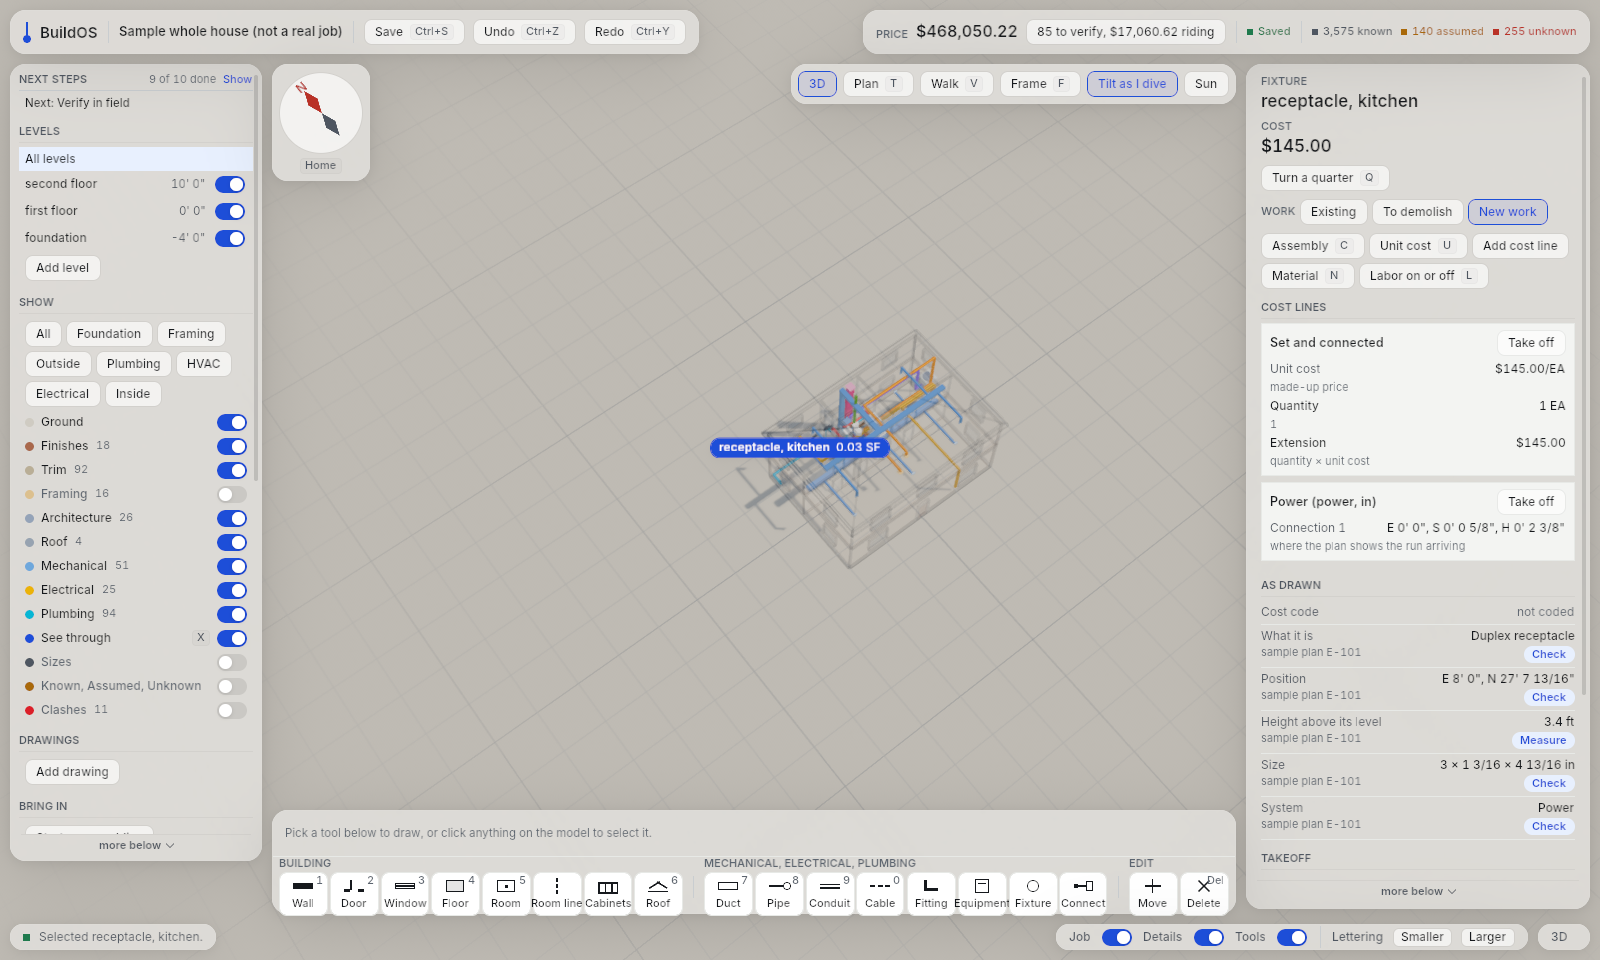 BuildOS
Sample whole house (not a real job)
Save Ctrl+S
Undo Ctrl+Z
Redo Ctrl+Y
PRICE $468,050.22
85 to verify, $17,060.62 riding
Saved
3,575 known
140 assumed
255 unknown
NEXT STEPS 9 of 10 done Show
Next: Verify in field
LEVELS
All levels
second floor 10' 0"
first floor 0' 0"
foundation -4' 0"
Add level
SHOW
All Foundation Framing
Outside Plumbing HVAC
Electrical Inside
Ground
Finishes 18
Trim 92
Framing 16
Architecture 26
Roof 4
Mechanical 51
Electrical 25
Plumbing 94
See through X
Sizes
Known, Assumed, Unknown
Clashes 11
DRAWINGS
Add drawing
BRING IN
more below
N
Home
3D
Plan T
Walk V
Frame F
Tilt as I dive
Sun
receptacle, kitchen 0.03 SF
FIXTURE
receptacle, kitchen
COST
$145.00
Turn a quarter Q
WORK Existing To demolish New work
Assembly C Unit cost U Add cost line
Material N Labor on or off L
COST LINES
Set and connected Take off
Unit cost $145.00/EA
made-up price
Quantity 1 EA
1
Extension $145.00
quantity × unit cost
Power (power, in) Take off
Connection 1 E 0' 0", S 0' 0 5/8", H 0' 2 3/8"
where the plan shows the run arriving
AS DRAWN
Cost code not coded
What it is Duplex receptacle
sample plan E-101 Check
Position E 8' 0", N 27' 7 13/16"
sample plan E-101 Check
Height above its level 3.4 ft
sample plan E-101 Measure
Size 3 × 1 3/16 × 4 13/16 in
sample plan E-101 Check
System Power
sample plan E-101 Check
TAKEOFF
more below
Pick a tool below to draw, or click anything on the model to select it.
BUILDING
Wall 1
Door 2
Window 3
Floor 4
Room 5
Room line
Cabinets
Roof 6
MECHANICAL, ELECTRICAL, PLUMBING
Duct 7
Pipe 8
Conduit 9
Cable 0
Fitting
Equipment
Fixture
Connect
EDIT
Move
Delete Del
Selected receptacle, kitchen.
Job Details Tools Lettering Smaller Larger
3D